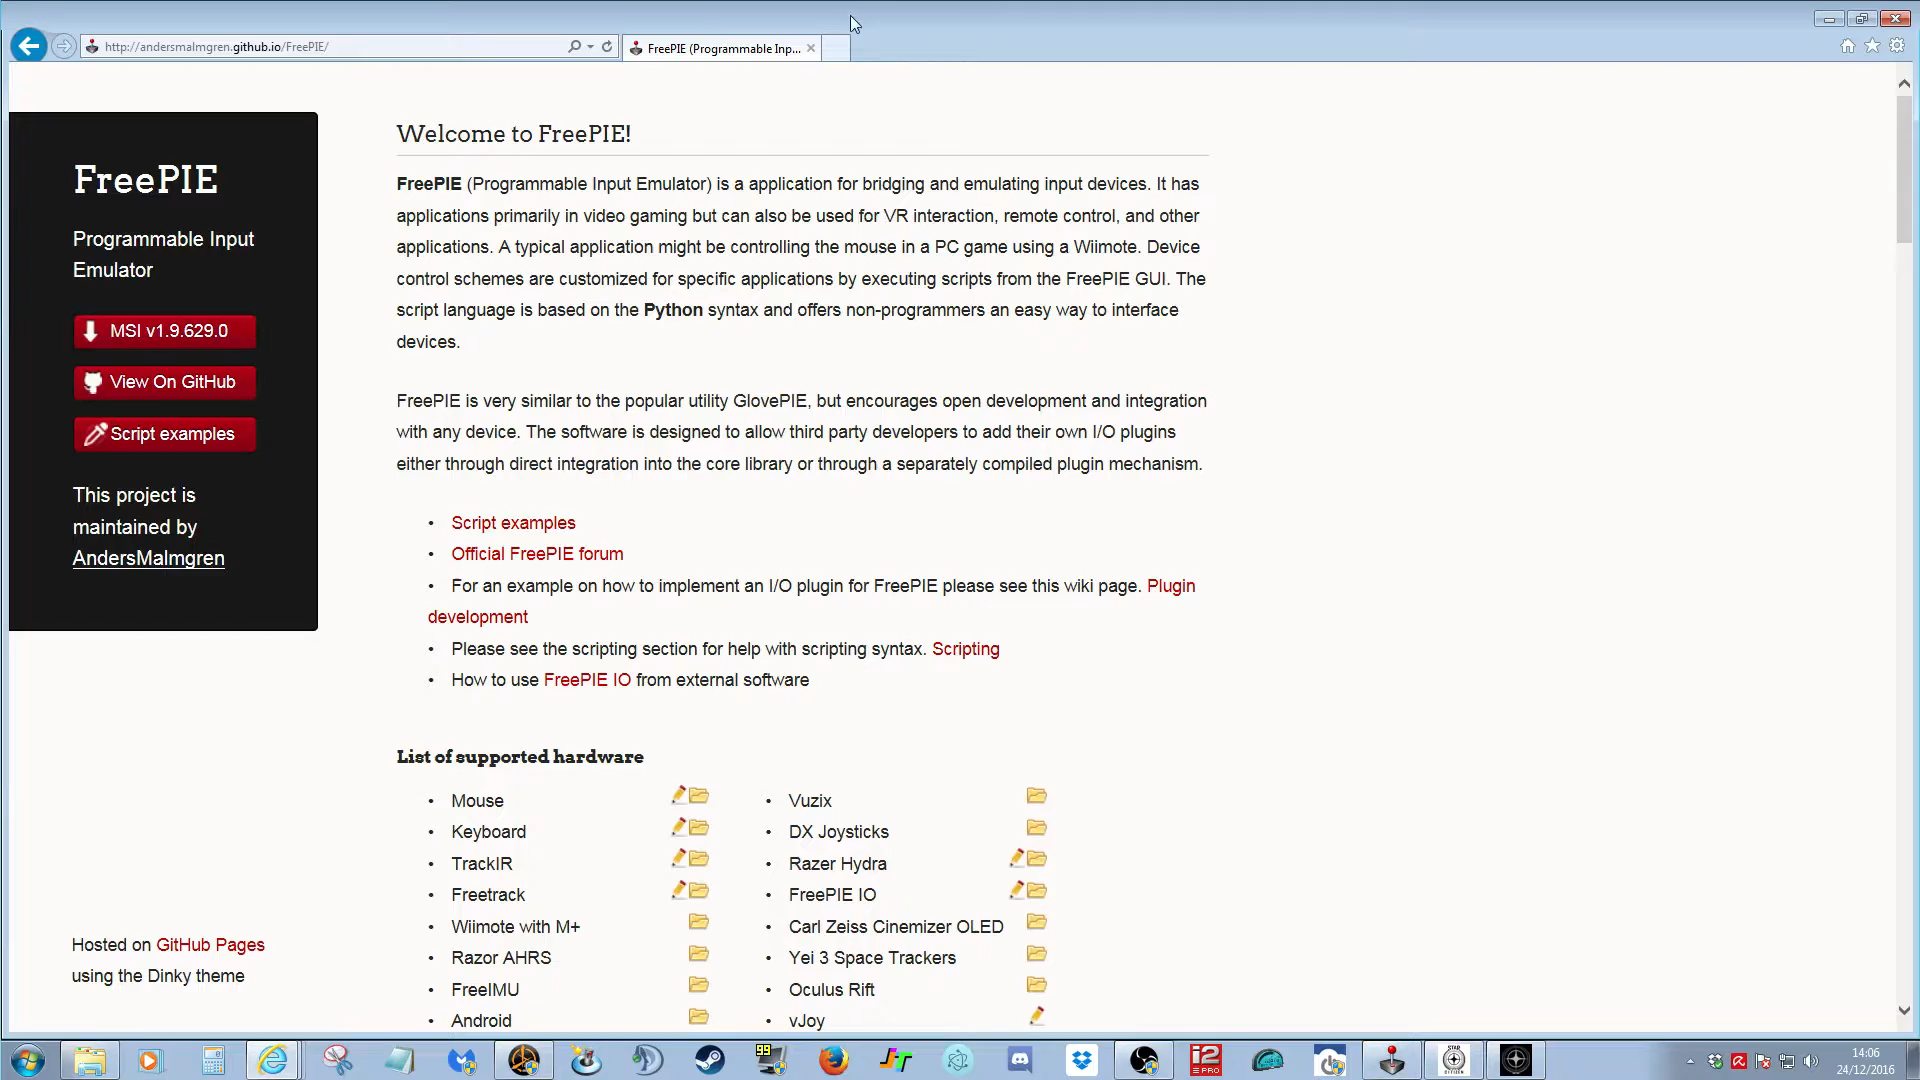 http://andersmalmgren.github.io/FreePIE/
FreePIE (Programmable Inp...
FreePIE
Programmable Input
Emulator
MSI v1.9.629.0
View On GitHub
Script examples
This project is
maintained by
AndersMalmgren
Hosted on GitHub Pages
using the Dinky theme
Welcome to FreePIE!
FreePIE (Programmable Input Emulator) is a application for bridging and emulating input devices. It has
applications primarily in video gaming but can also be used for VR interaction, remote control, and other
applications. A typical application might be controlling the mouse in a PC game using a Wiimote. Device
control schemes are customized for specific applications by executing scripts from the FreePIE GUI. The
script language is based on the Python syntax and offers non-programmers an easy way to interface
devices.
FreePIE is very similar to the popular utility GlovePIE, but encourages open development and integration
with any device. The software is designed to allow third party developers to add their own I/O plugins
either through direct integration into the core library or through a separately compiled plugin mechanism.
• Script examples
• Official FreePIE forum
• For an example on how to implement an I/O plugin for FreePIE please see this wiki page. Plugin
development
• Please see the scripting section for help with scripting syntax. Scripting
• How to use FreePIE IO from external software
List of supported hardware
• Mouse
• Keyboard
• TrackIR
• Freetrack
• Wiimote with M+
• Razor AHRS
• FreeIMU
• Android
• Vuzix
• DX Joysticks
• Razer Hydra
• FreePIE IO
• Carl Zeiss Cinemizer OLED
• Yei 3 Space Trackers
• Oculus Rift
• vJoy
99
i2
PRO
STAR
CITIZEN
14:06
24/12/2016